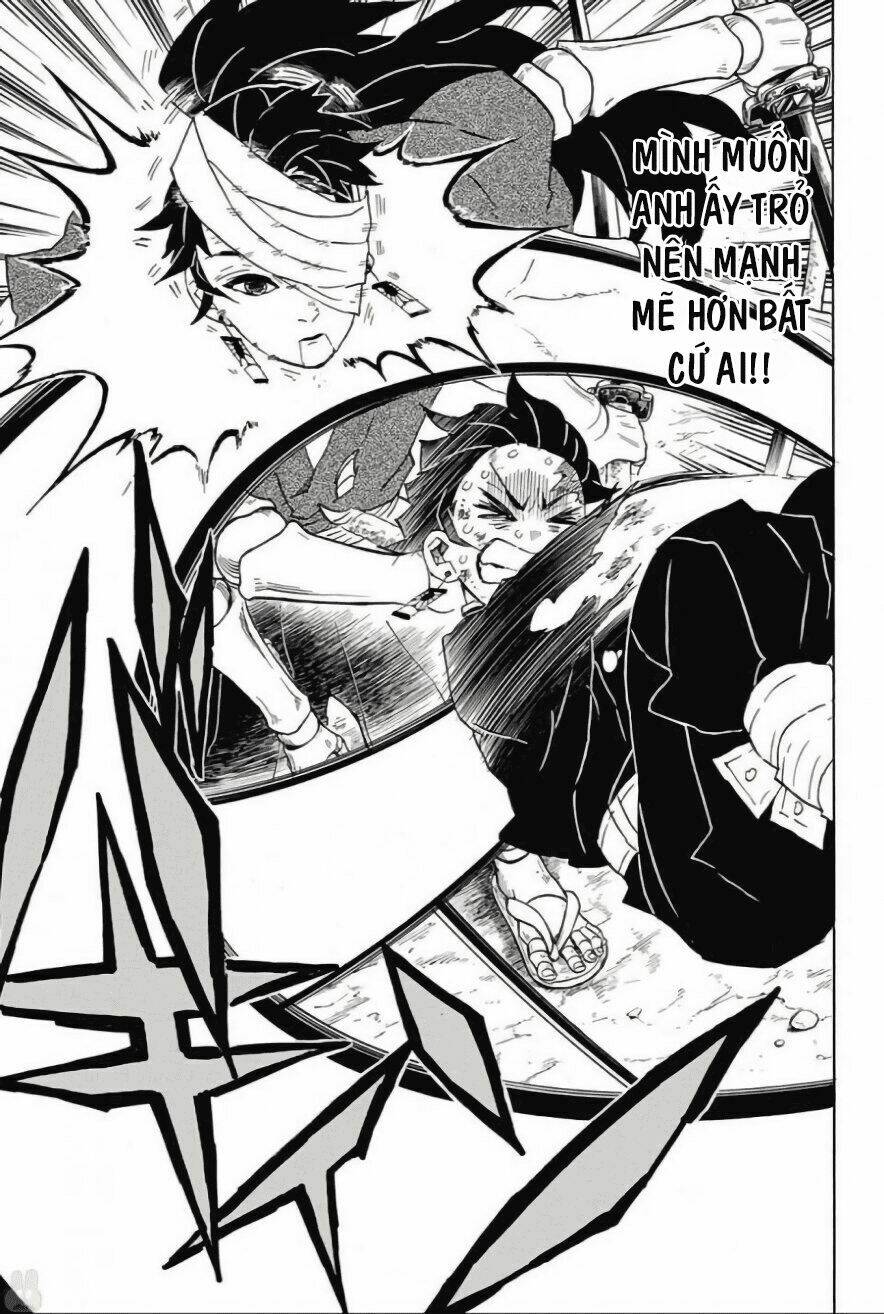 MÌNH MUỐN
ANH ẤY TRỞ
NÊN MẠNH
MẼ HƠN BẤT
CỨ AI!!